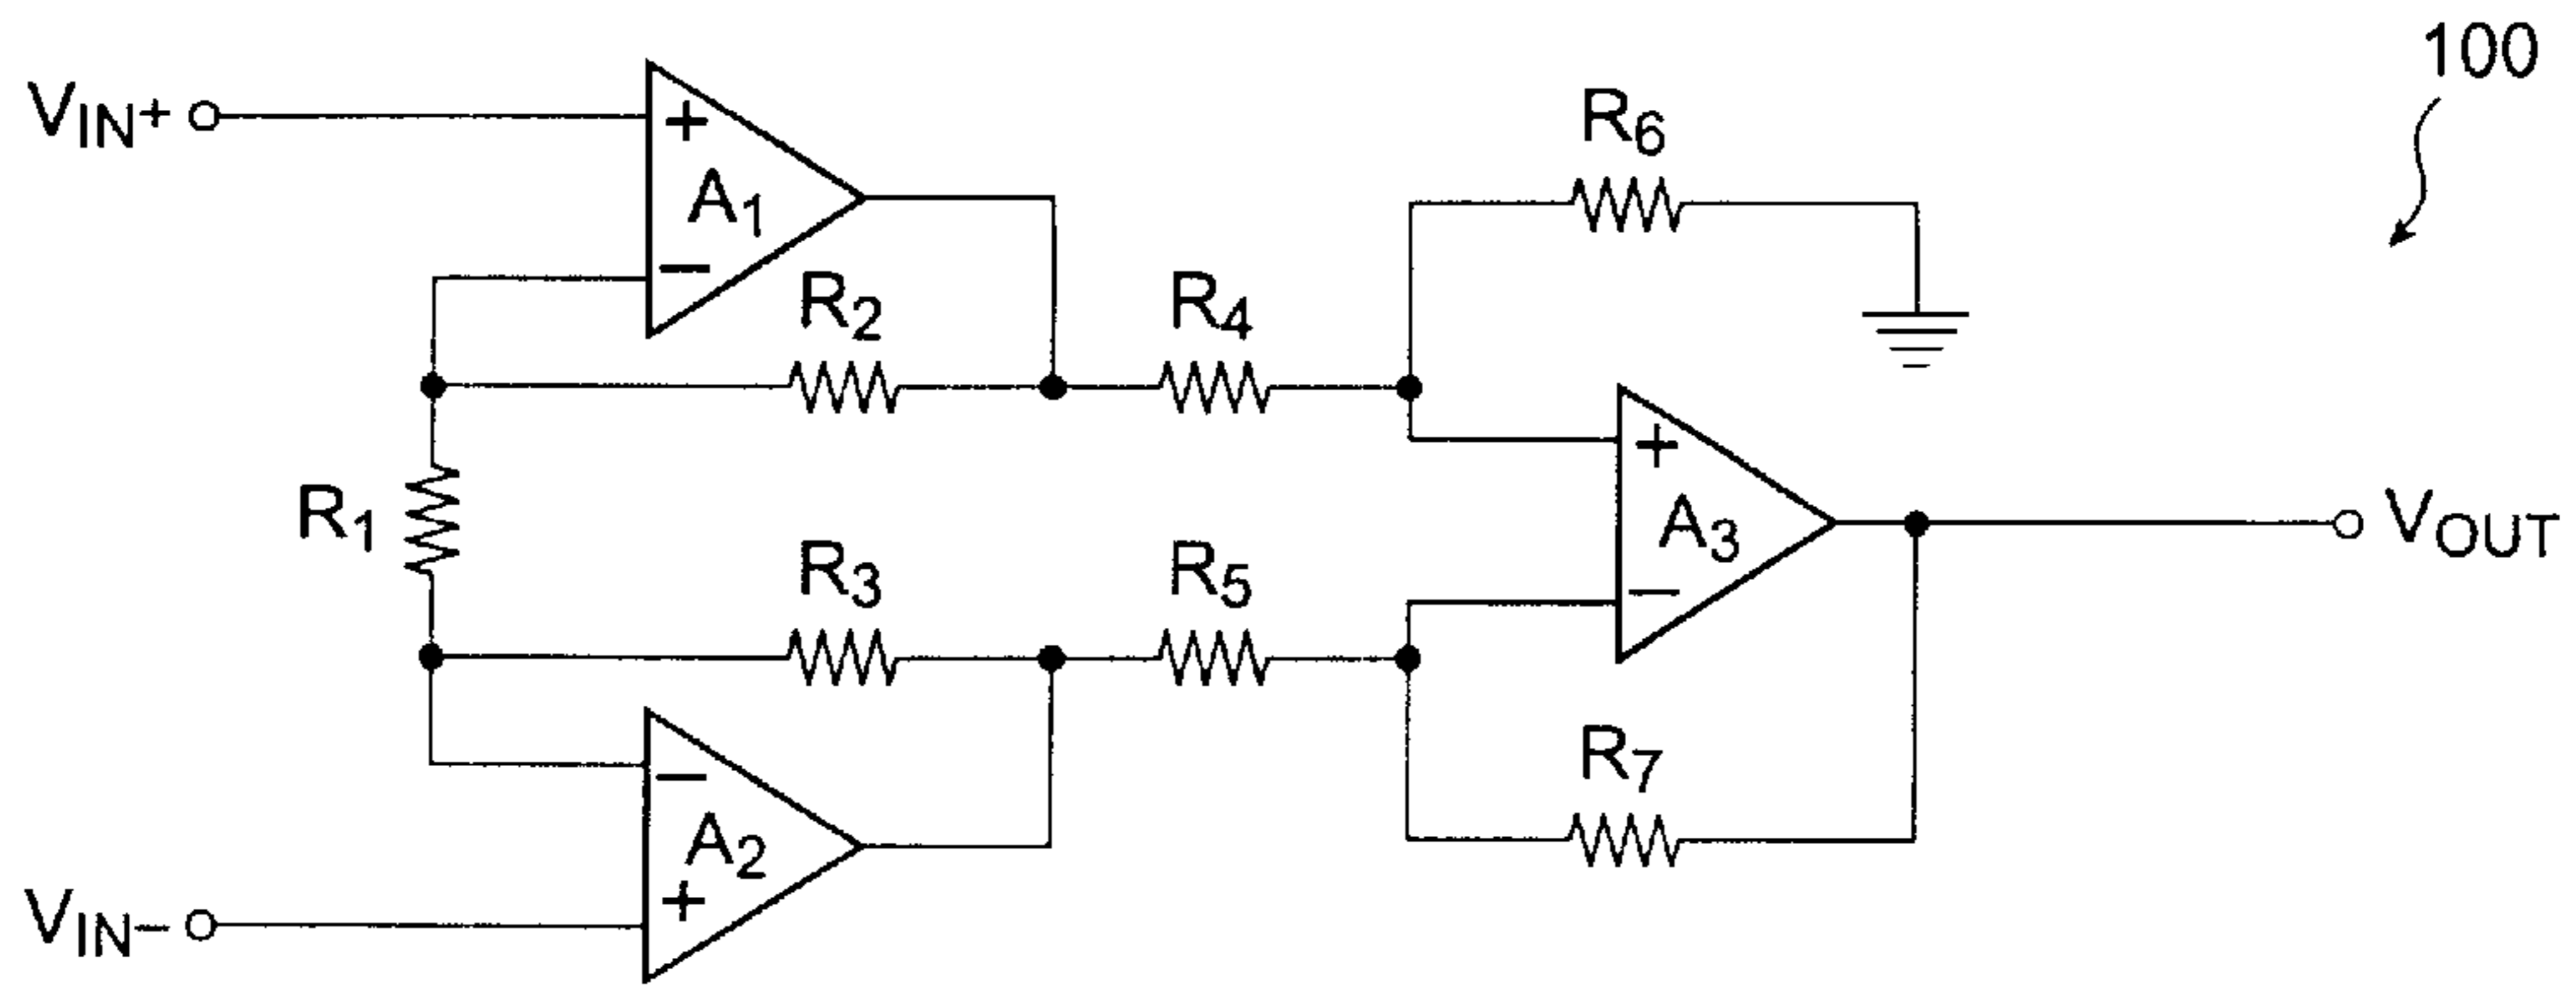 100
VIN+
+
A1
−
R6
R2
R4
R1
+
A3
−
VOUT
R3
R5
−
A2
+
R7
VIN−